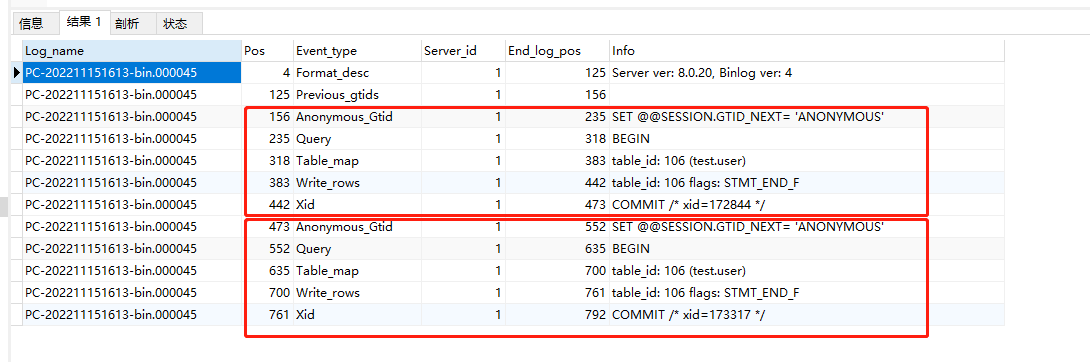 信息 结果 1 剖析 状态
Log_name Pos Event_type Server_id End_log_pos Info
PC-202211151613-bin.000045 4 Format_desc 1 125 Server ver: 8.0.20, Binlog ver: 4
PC-202211151613-bin.000045 125 Previous_gtids 1 156
PC-202211151613-bin.000045 156 Anonymous_Gtid 1 235 SET @@SESSION.GTID_NEXT= 'ANONYMOUS'
PC-202211151613-bin.000045 235 Query 1 318 BEGIN
PC-202211151613-bin.000045 318 Table_map 1 383 table_id: 106 (test.user)
PC-202211151613-bin.000045 383 Write_rows 1 442 table_id: 106 flags: STMT_END_F
PC-202211151613-bin.000045 442 Xid 1 473 COMMIT /* xid=172844 */
PC-202211151613-bin.000045 473 Anonymous_Gtid 1 552 SET @@SESSION.GTID_NEXT= 'ANONYMOUS'
PC-202211151613-bin.000045 552 Query 1 635 BEGIN
PC-202211151613-bin.000045 635 Table_map 1 700 table_id: 106 (test.user)
PC-202211151613-bin.000045 700 Write_rows 1 761 table_id: 106 flags: STMT_END_F
PC-202211151613-bin.000045 761 Xid 1 792 COMMIT /* xid=173317 */